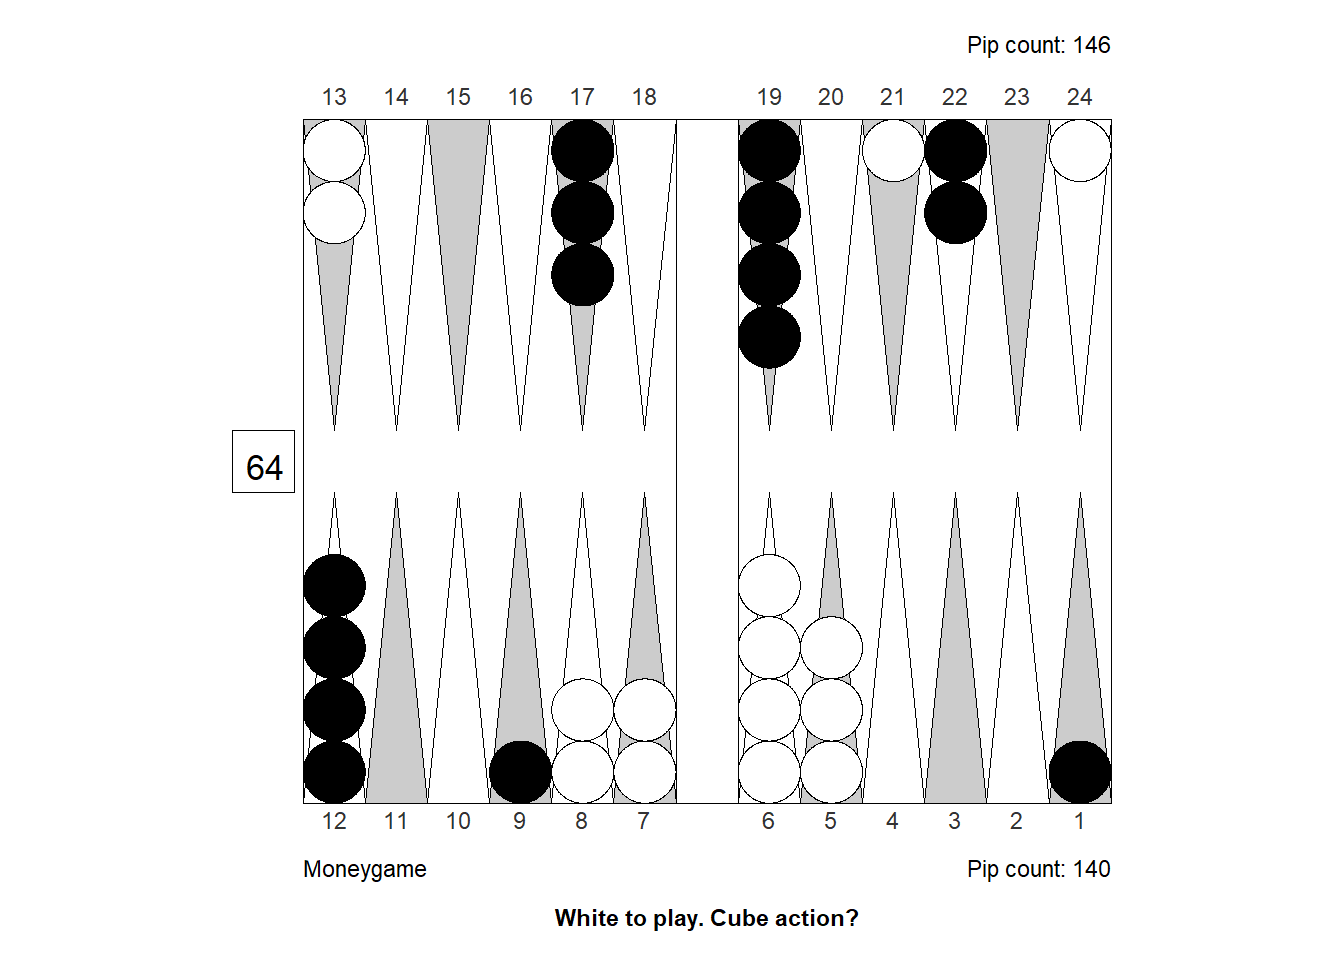 Pip count: 146
13 14 15 16 17 18 19 20 21 22 23 24
64
12 11 10 9 8 7 6 5 4 3 2 1
Moneygame Pip count: 140
White to play. Cube action?